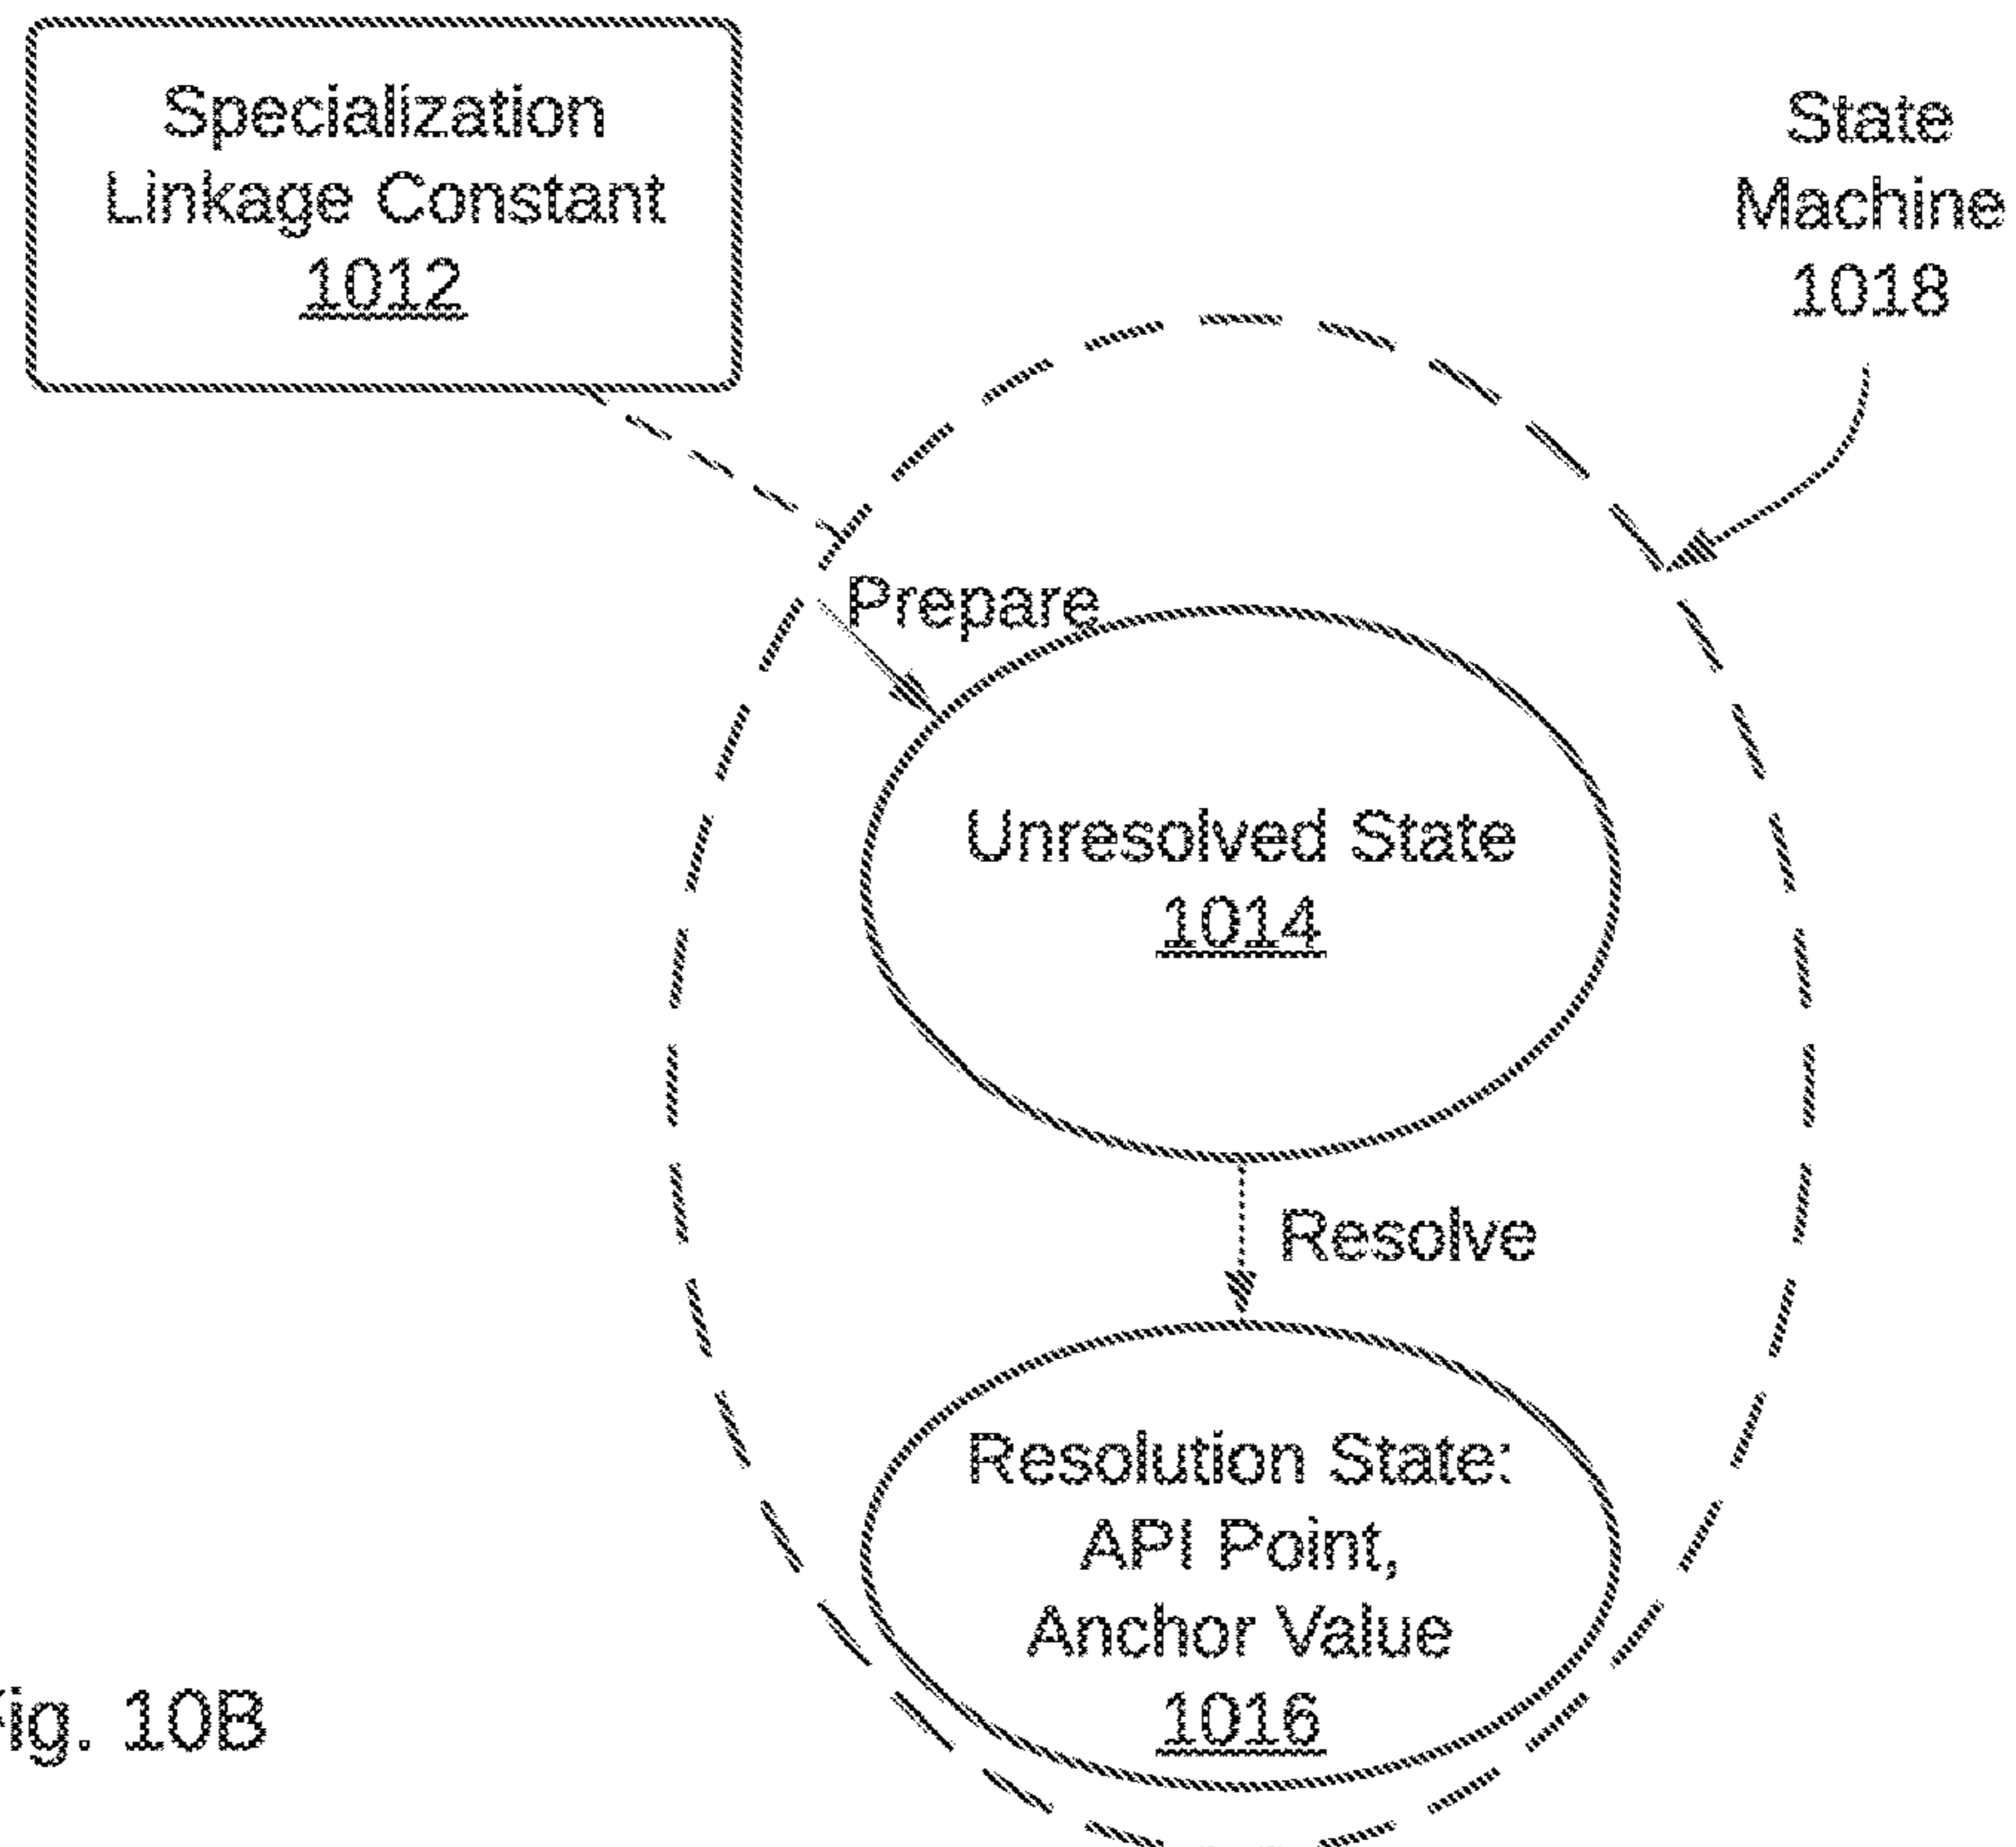 Specialization
Linkage Constant
1012
State
Machine
1018
Prepare
Unresolved State
1014
Resolve
Resolution State:
API Point,
Anchor Value
1016
Fig. 10B